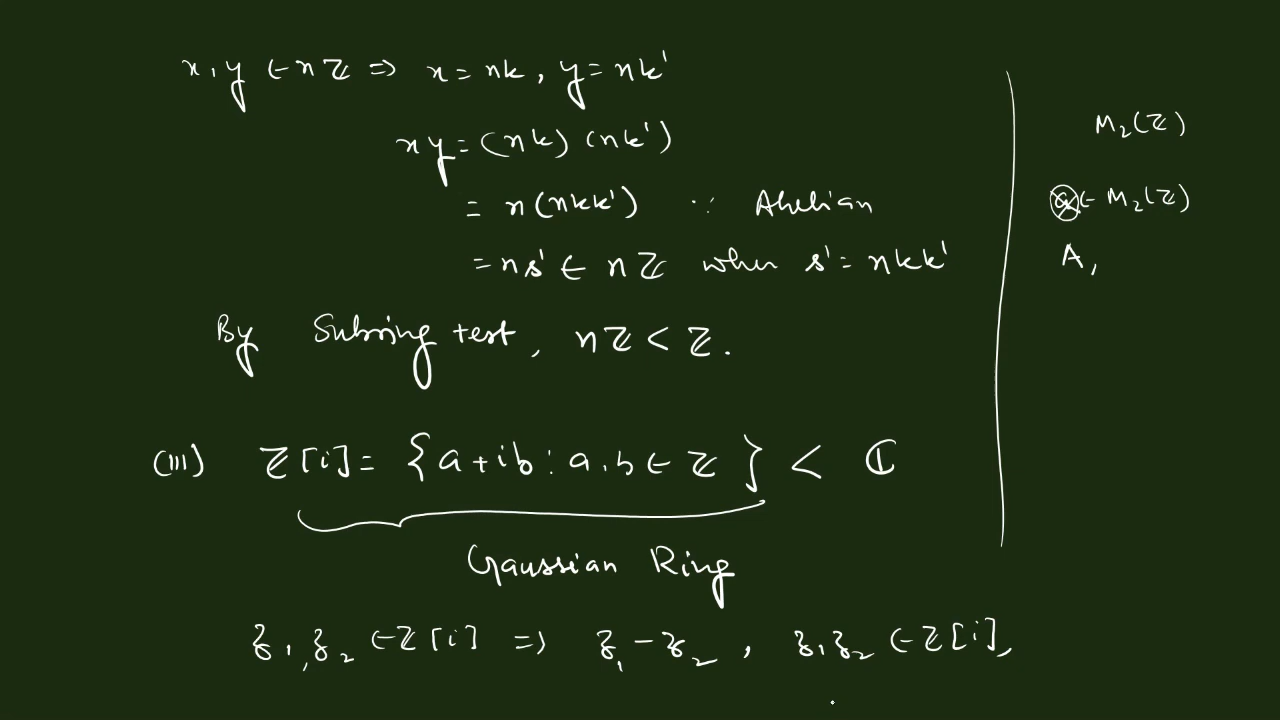 x, y ∈ nℤ ⇒ x = nk, y = nk'
xy = (nk) (nk')
= n(nkk') ∵ Abelian
= ns' ∈ nℤ when s' = nkk'
By Subring test, nℤ < ℤ.
(III) ℤ[i] = {a+ib : a, b ∈ ℤ} < ℂ
Gaussian Ring
z₁, z₂ ∈ ℤ[i] ⇒ z₁ - z₂, z₁z₂ ∈ ℤ[i],
M₂(ℤ)
∈ M₂(ℤ)
A,